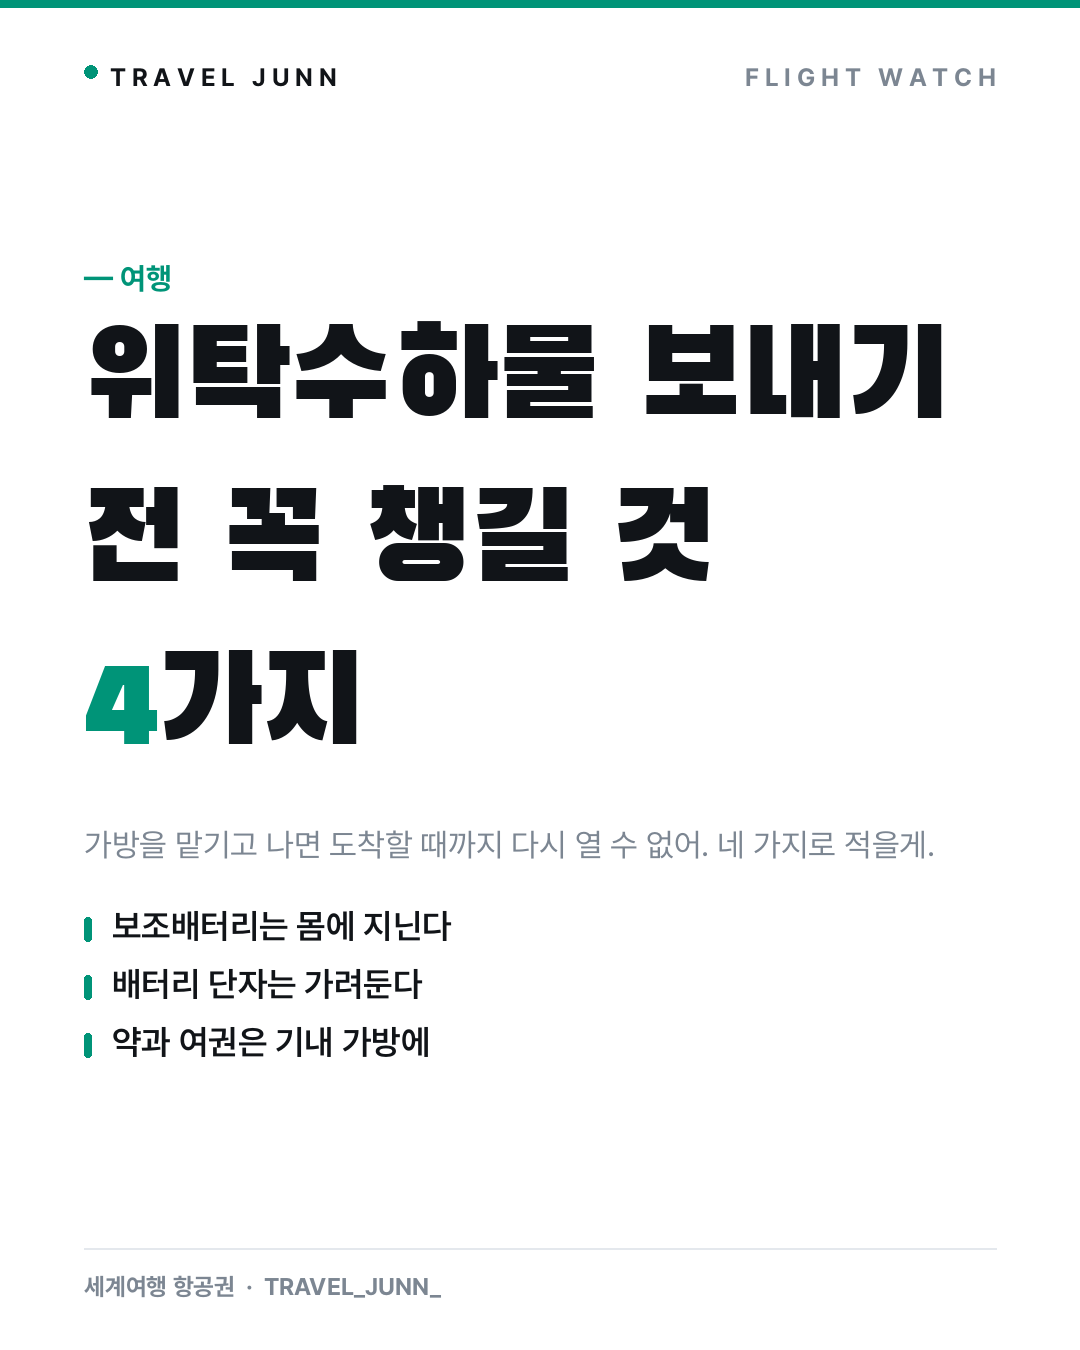 TRAVEL JUNN
FLIGHT WATCH
— 여행
위탁수하물 보내기
전 꼭 챙길 것
4가지
가방을 맡기고 나면 도착할 때까지 다시 열 수 없어. 네 가지로 적을게.
보조배터리는 몸에 지닌다
배터리 단자는 가려둔다
약과 여권은 기내 가방에
세계여행 항공권 · TRAVEL_JUNN_